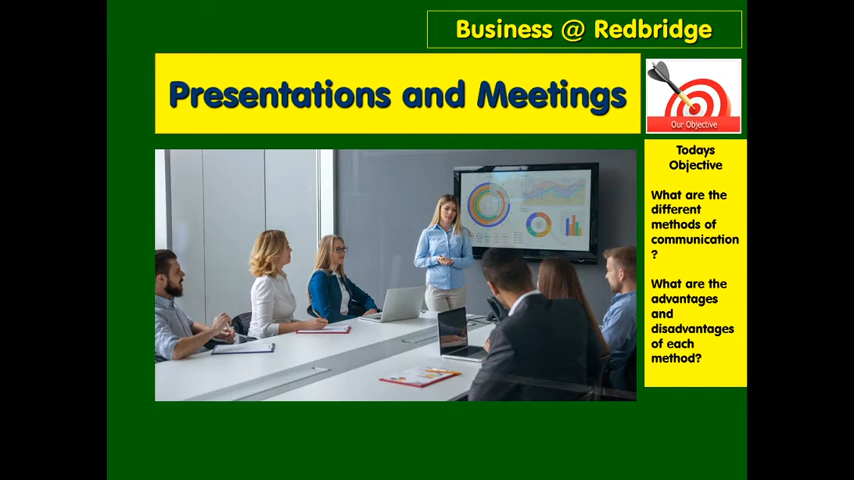 Business @ Redbridge
Presentations and Meetings
Our Objective
Todays
Objective
What are the
different
methods of
communication
?
What are the
advantages
and
disadvantages
of each
method?